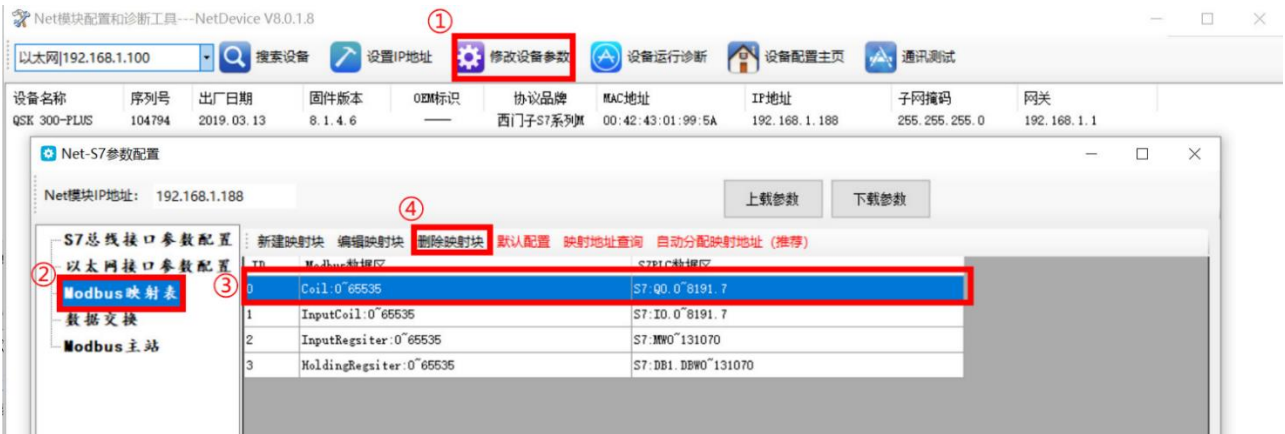 Net模块配置和诊断工具---NetDevice V8.0.1.8
①
以太网|192.168.1.100 搜索设备 设置IP地址 修改设备参数 设备运行诊断 设备配置主页 通讯测试
设备名称 序列号 出厂日期 固件版本 OEM标识 协议品牌 MAC地址 IP地址 子网掩码 网关
QSK 300-PLUS 104794 2019.03.13 8.1.4.6 —— 西门子S7系列M 00:42:43:01:99:5A 192.168.1.188 255.255.255.0 192.168.1.1
Net-S7参数配置
Net模块IP地址: 192.168.1.188 上载参数 下载参数
④
S7总线接口参数配置 新建映射块 编辑映射块 删除映射块 默认配置 映射地址查询 自动分配映射地址（推荐）
以太网接口参数配置 ID Modbus数据区 S7PLC数据区
② Modbus映射表 ③ 0 Coil:0~65535 S7:Q0.0~8191.7
数据交换 1 InputCoil:0~65535 S7:I0.0~8191.7
Modbus主站 2 InputRegsiter:0~65535 S7:MW0~131070
3 HoldingRegsiter:0~65535 S7:DB1.DBW0~131070